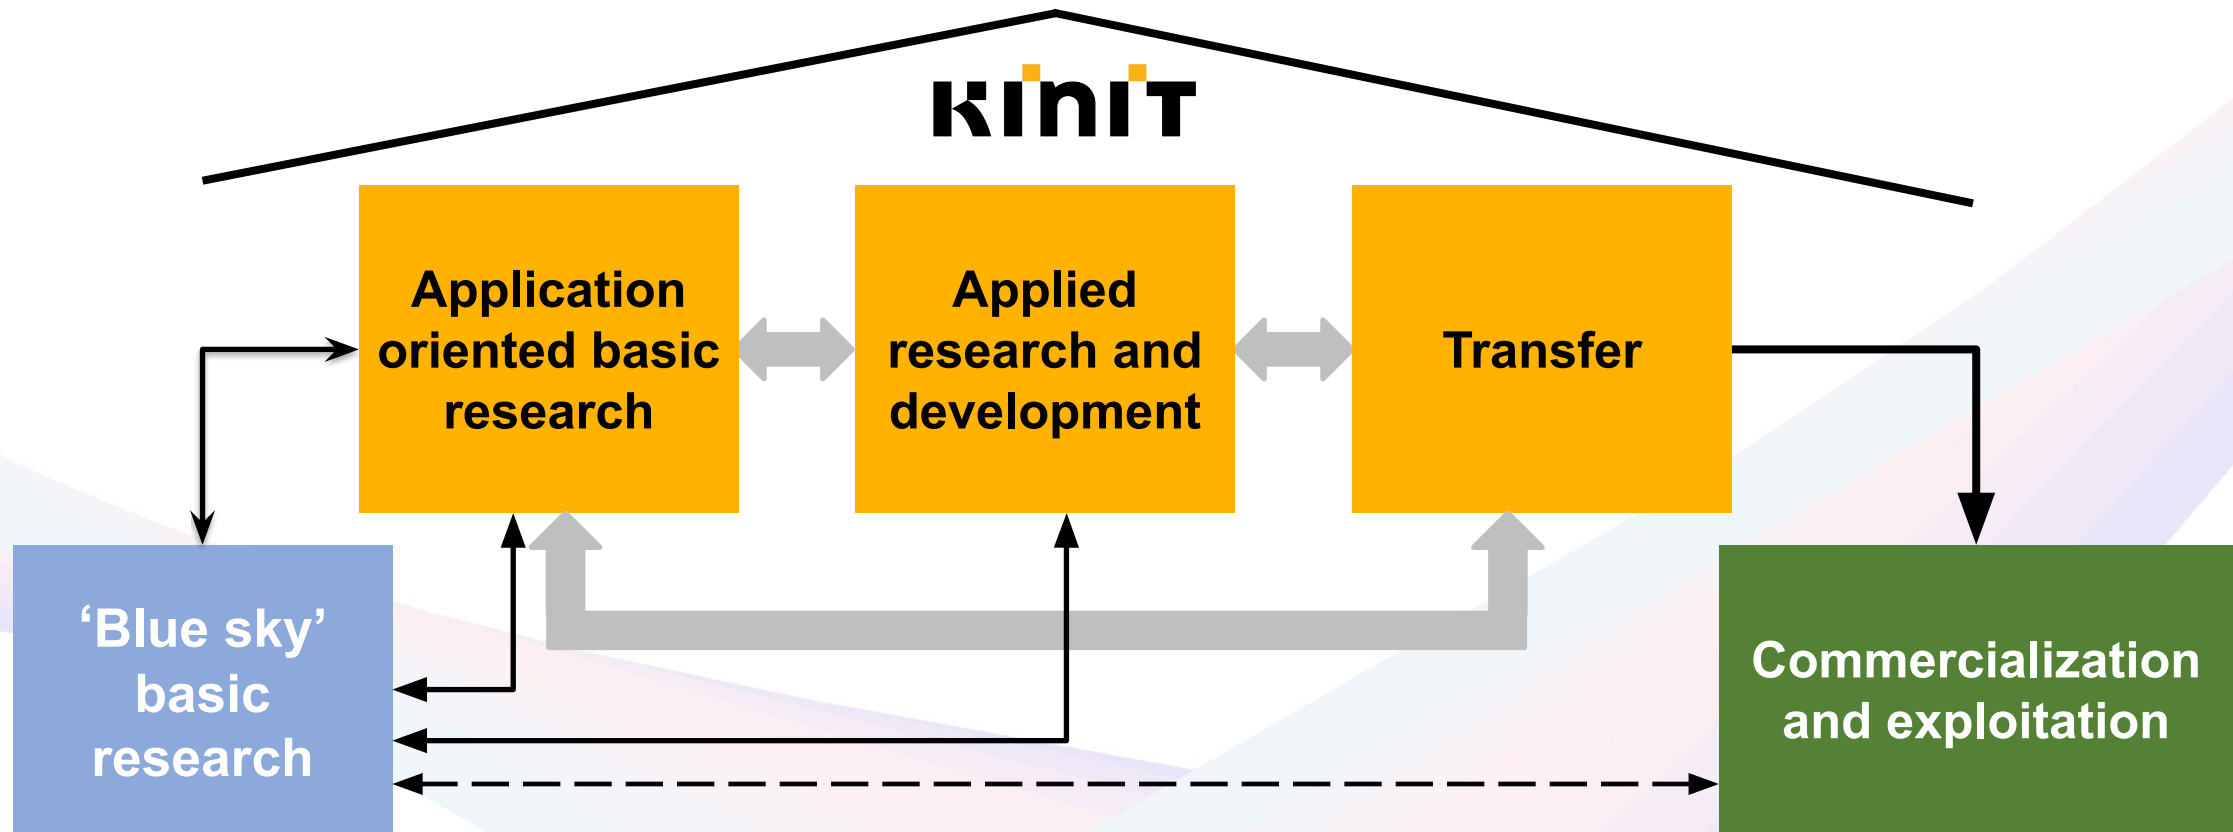 KINIT
Application
oriented basic
research
Applied
research and
development
Transfer
‘Blue sky’
basic
research
Commercialization
and exploitation